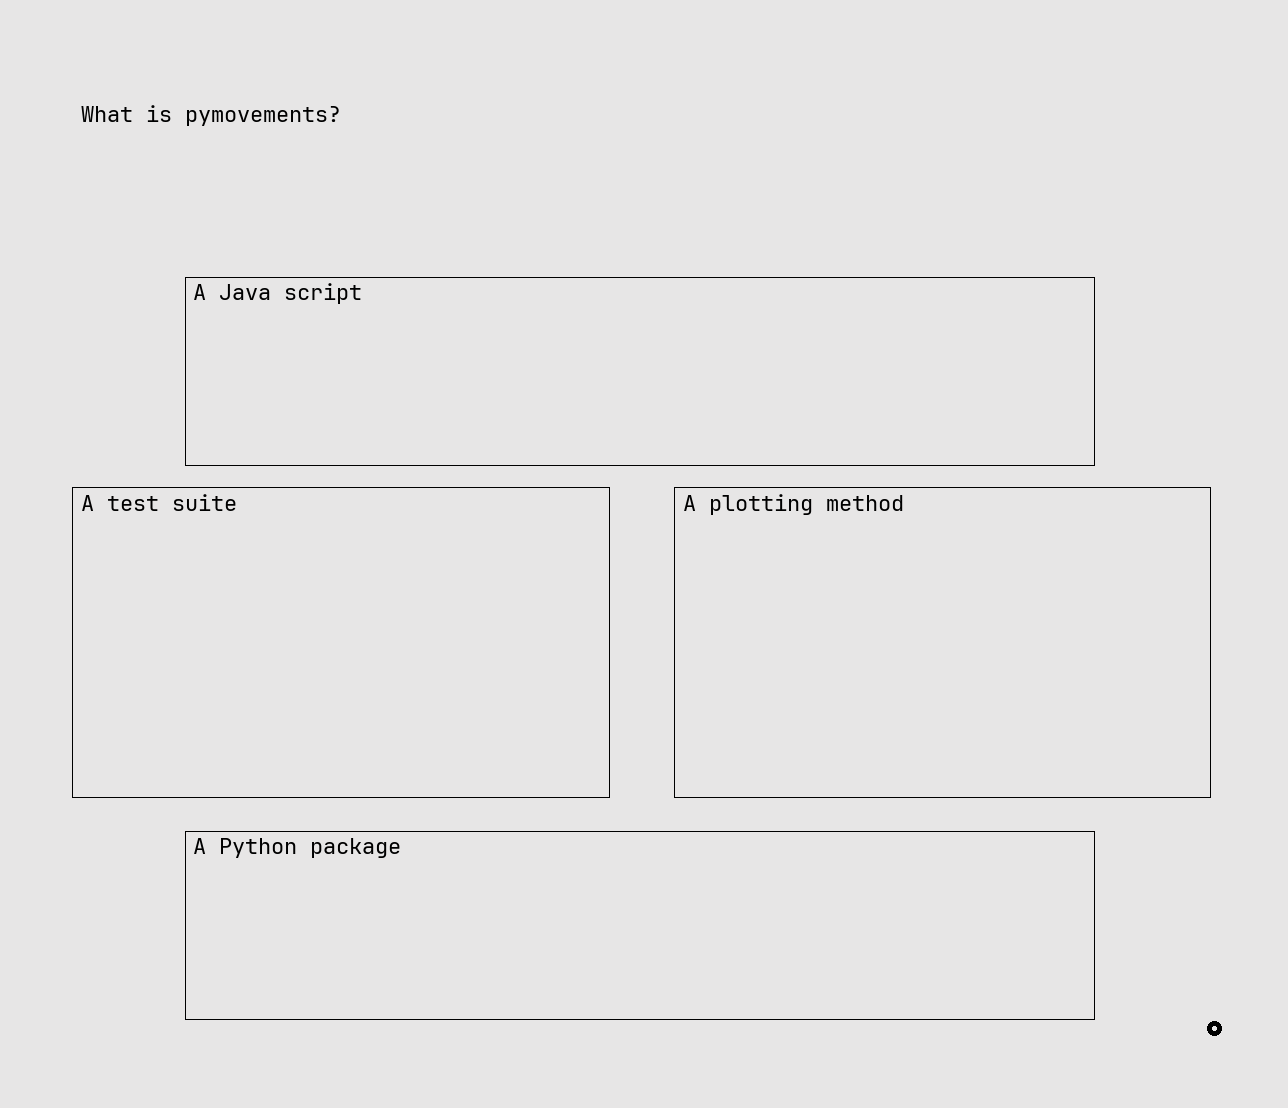 What is pymovements?
A Java script
A test suite
A plotting method
A Python package